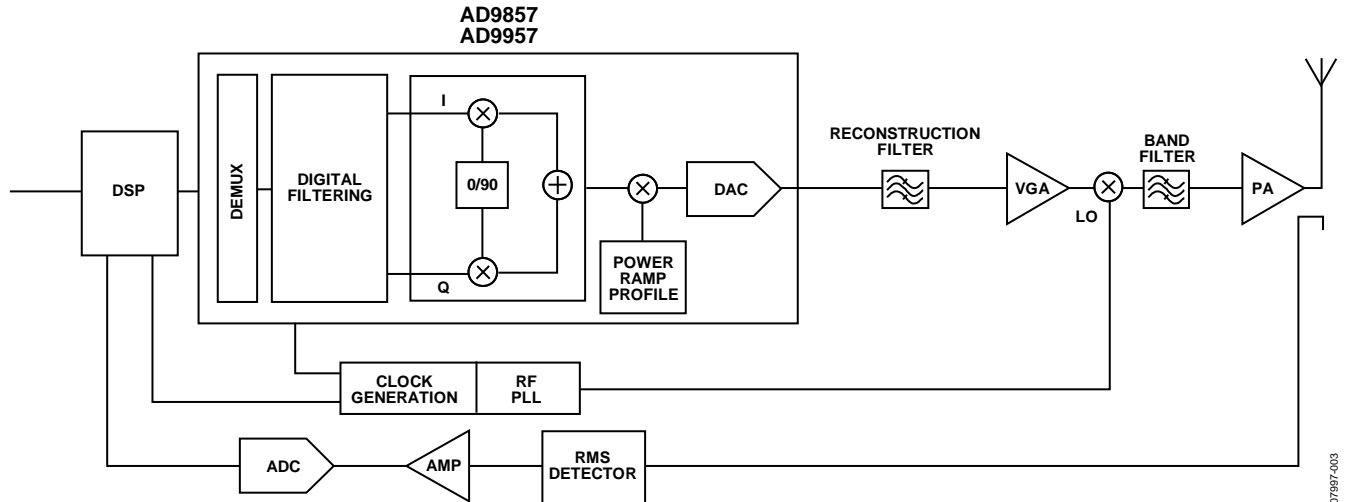 AD9857
AD9957
DSP
DEMUX
DIGITAL
FILTERING
I
0/90
Q
POWER
RAMP
PROFILE
DAC
RECONSTRUCTION
FILTER
VGA
LO
BAND
FILTER
PA
CLOCK
GENERATION
RF
PLL
ADC
AMP
RMS
DETECTOR
07997-003